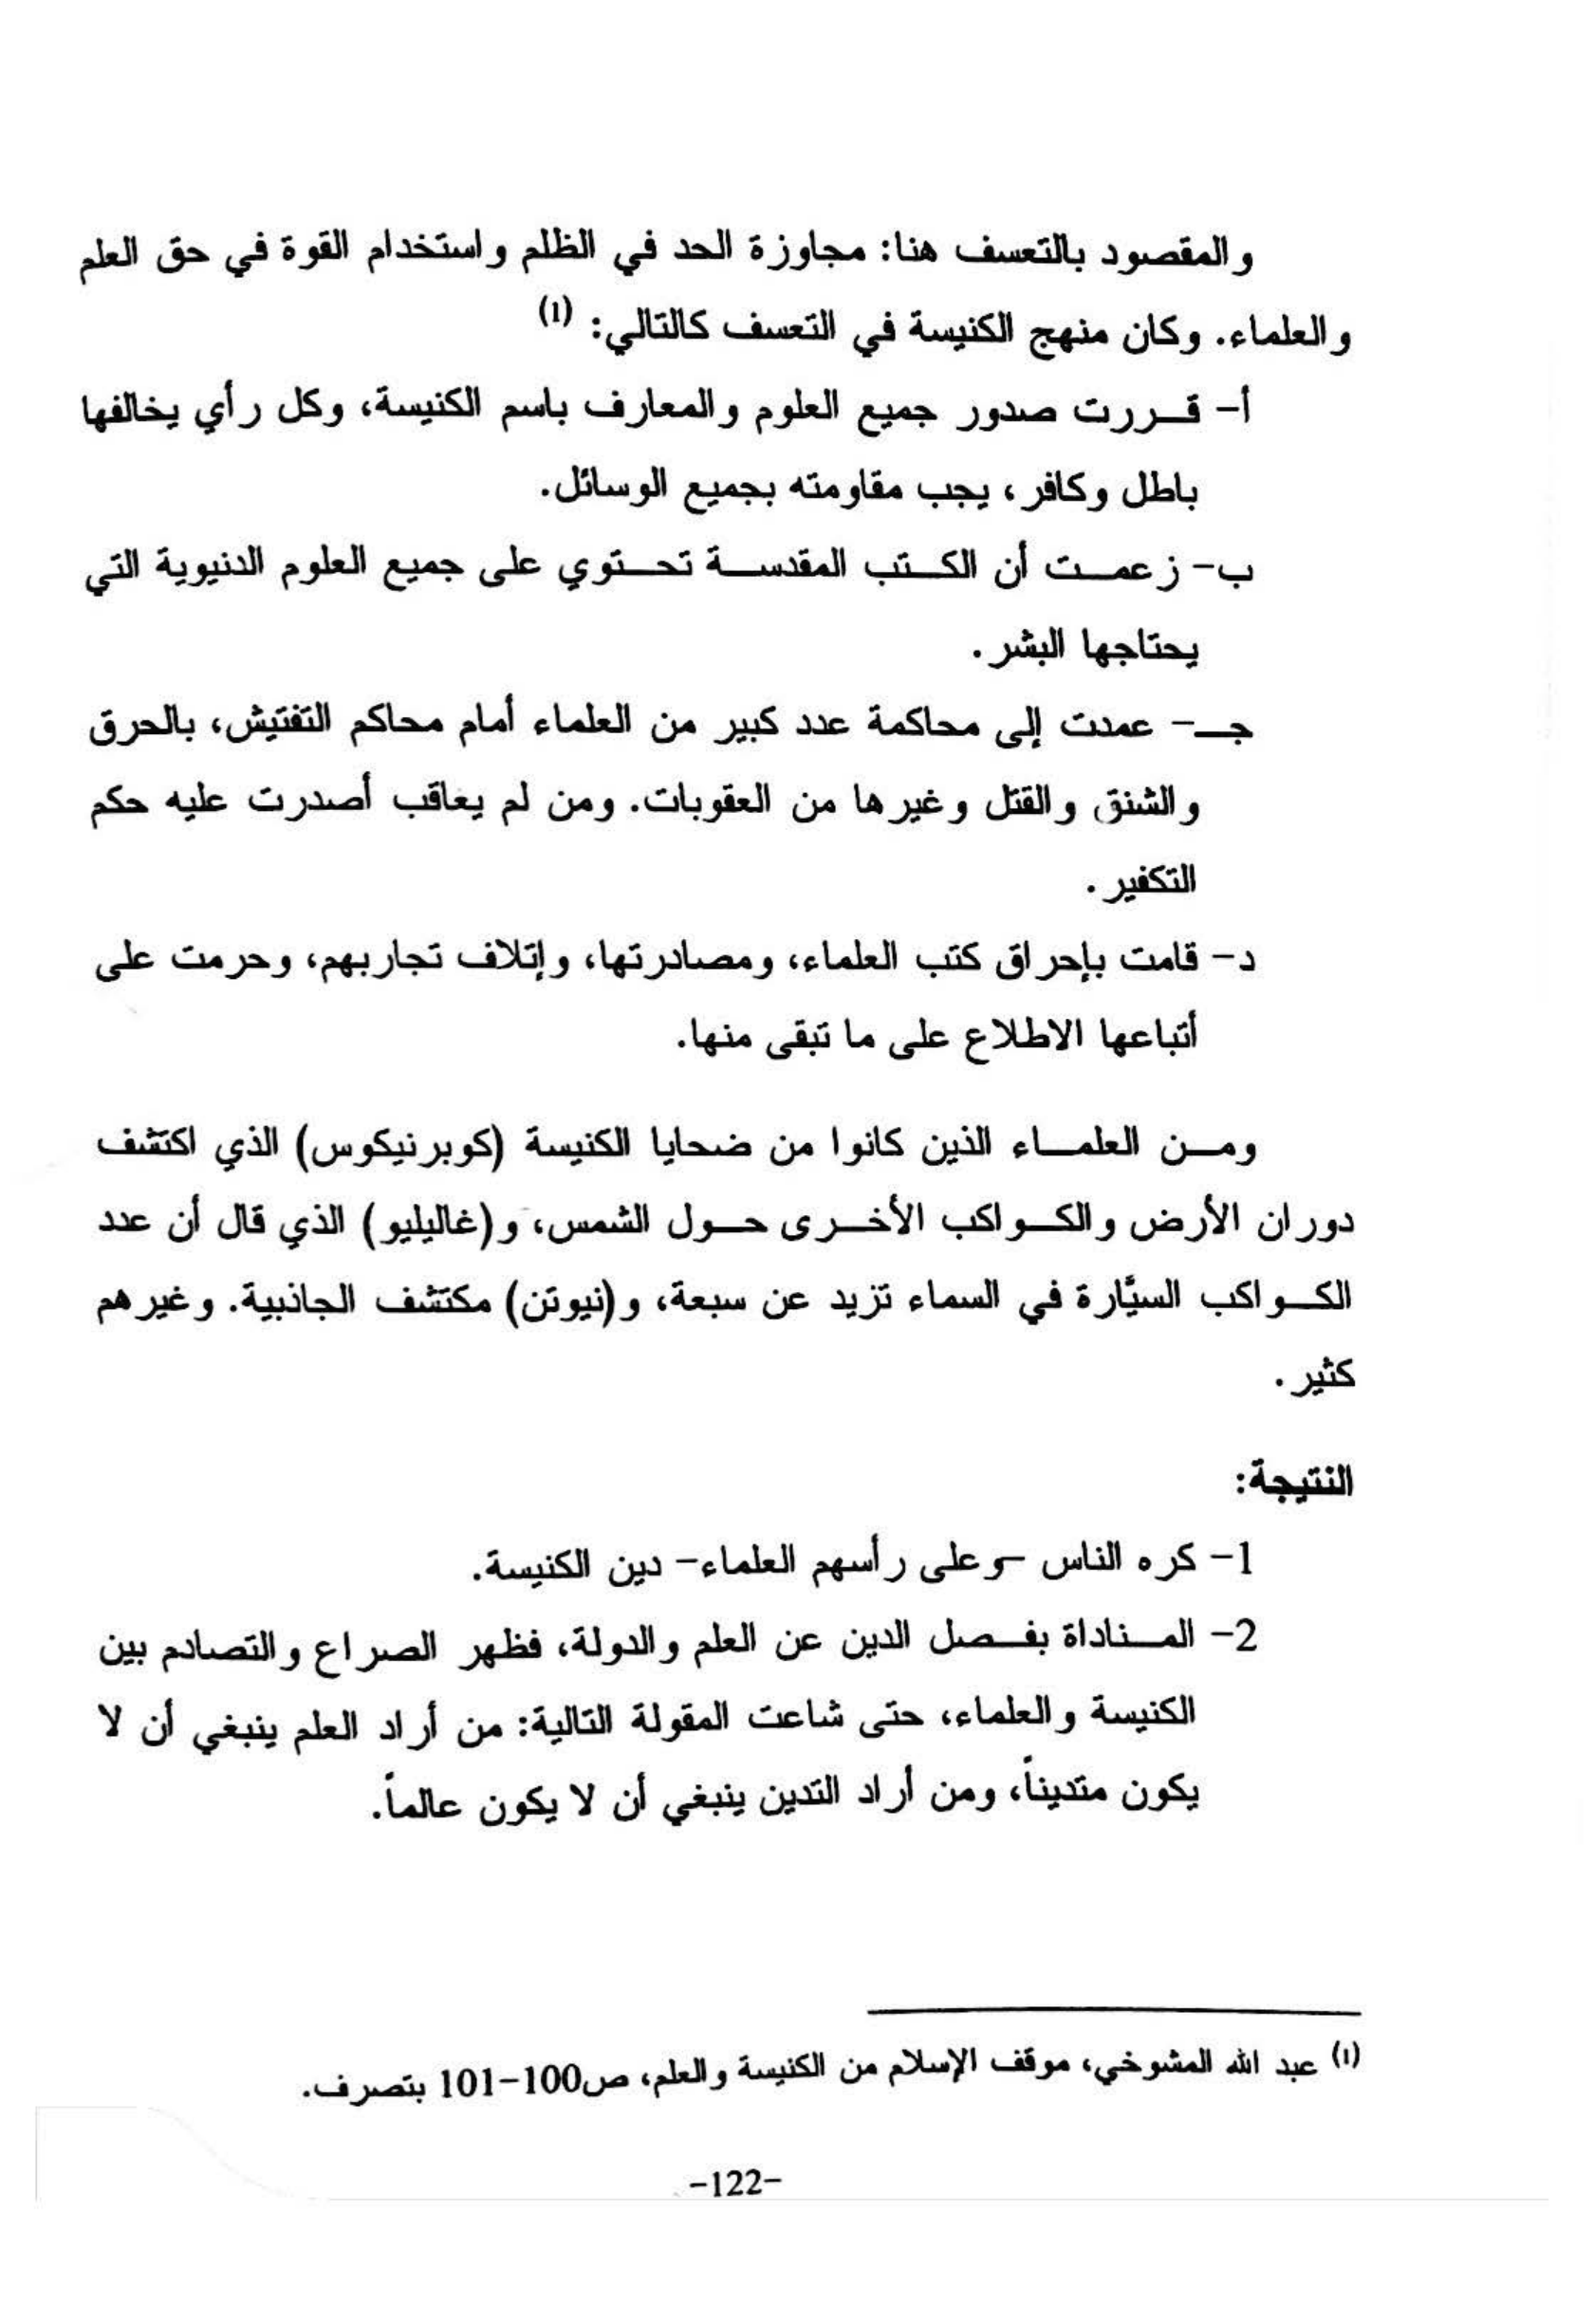 والمقصود بالتعسف هنا: مجاوزة الحد في الظلم واستخدام القوة في حق العلم
والعلماء. وكان منهج الكنيسة في التعسف كالتالي: (1)
أ- قررت صدور جميع العلوم والمعارف باسم الكنيسة، وكل رأي يخالفها
باطل وكافر، يجب مقاومته بجميع الوسائل.
ب- زعمت أن الكتب المقدسة تحتوي على جميع العلوم الدنيوية التي
يحتاجها البشر.
جـ- عمدت إلى محاكمة عدد كبير من العلماء أمام محاكم التفتيش، بالحرق
والشنق والقتل وغيرها من العقوبات. ومن لم يعاقب أصدرت عليه حكم
التكفير.
د- قامت بإحراق كتب العلماء، ومصادرتها، وإتلاف تجاربهم، وحرمت على
أتباعها الاطلاع على ما تبقى منها.
ومن العلماء الذين كانوا من ضحايا الكنيسة (كوبرنيكوس) الذي اكتشف
دوران الأرض والكواكب الأخرى حول الشمس، و(غاليليو) الذي قال أن عدد
الكواكب السيَّارة في السماء تزيد عن سبعة، و(نيوتن) مكتشف الجاذبية. وغيرهم
كثير.
النتيجة:
1- كره الناس -وعلى رأسهم العلماء- دين الكنيسة.
2- المناداة بفصل الدين عن العلم والدولة، فظهر الصراع والتصادم بين
الكنيسة والعلماء، حتى شاعت المقولة التالية: من أراد العلم ينبغي أن لا
يكون متديناً، ومن أراد التدين ينبغي أن لا يكون عالماً.
(1) عبد الله المشوخي، موقف الإسلام من الكنيسة والعلم، ص100-101 بتصرف.
-122-